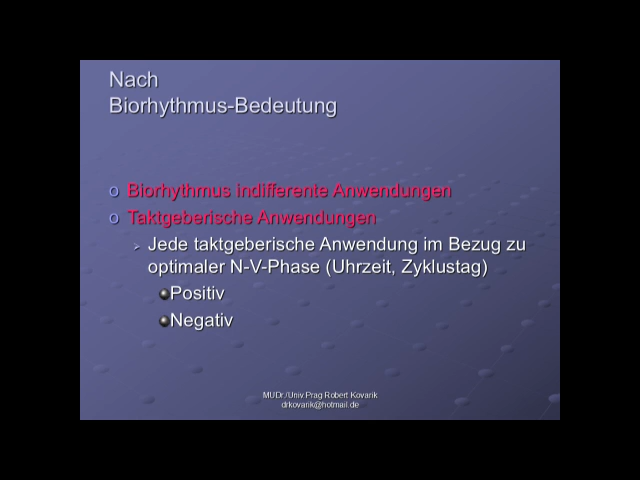 Nach
Biorhythmus-Bedeutung
o Biorhythmus indifferente Anwendungen
o Taktgeberische Anwendungen
➢ Jede taktgeberische Anwendung im Bezug zu
optimaler N-V-Phase (Uhrzeit, Zyklustag)
Positiv
Negativ
MUDr./Univ.Prag Robert Kovarik
drkovarik@hotmail.de